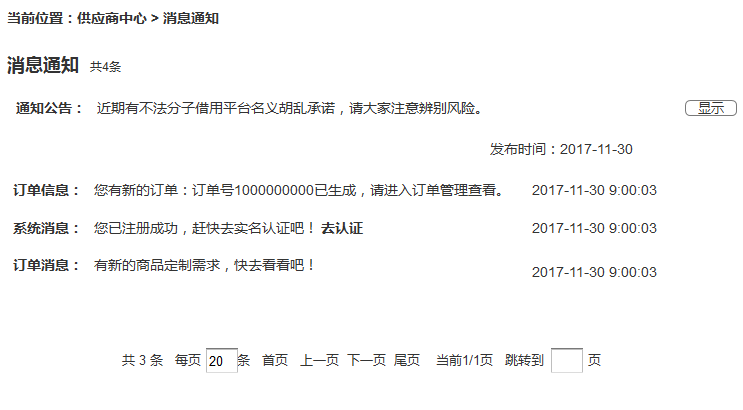 当前位置：供应商中心 > 消息通知
消息通知 共4条
通知公告： 近期有不法分子借用平台名义胡乱承诺，请大家注意辨别风险。 显示
发布时间：2017-11-30
订单信息： 您有新的订单：订单号1000000000已生成，请进入订单管理查看。 2017-11-30 9:00:03
系统消息： 您已注册成功，赶快去实名认证吧！ 去认证 2017-11-30 9:00:03
订单消息： 有新的商品定制需求，快去看看吧！ 2017-11-30 9:00:03
共 3 条 每页 20 条 首页 上一页 下一页 尾页 当前1/1页 跳转到 页